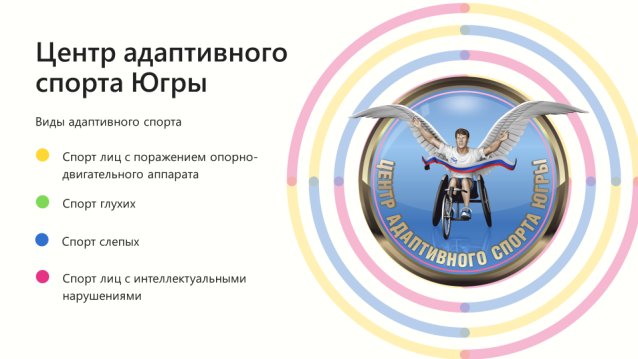 Центр адаптивного
спорта Югры
Виды адаптивного спорта
Спорт лиц с поражением опорно-
двигательного аппарата
Спорт глухих
Спорт слепых
Спорт лиц с интеллектуальными
нарушениями
ЦЕНТР АДАПТИВНОГО СПОРТА ЮГРЫ